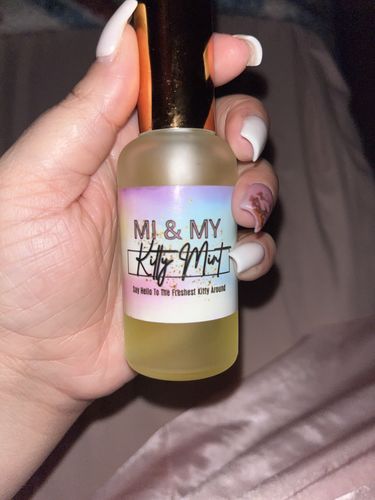 MI & MY
Kitty Mint
Say Hello To The Freshest Kitty Around